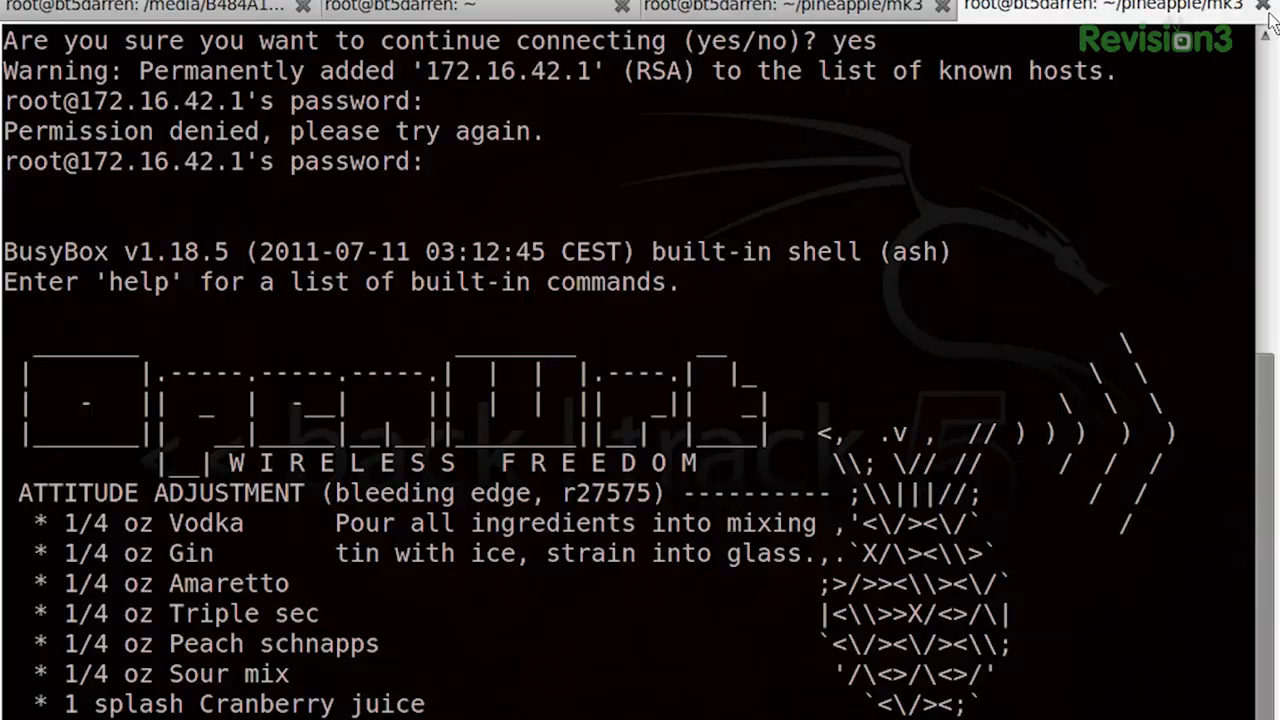 root@bt5darren: /media/B484A1... root@bt5darren: ~ root@bt5darren: ~/pineapple/mk3 root@bt5darren: ~/pineapple/mk3
Revision3
Are you sure you want to continue connecting (yes/no)? yes
Warning: Permanently added '172.16.42.1' (RSA) to the list of known hosts.
root@172.16.42.1's password:
Permission denied, please try again.
root@172.16.42.1's password:
BusyBox v1.18.5 (2011-07-11 03:12:45 CEST) built-in shell (ash)
Enter 'help' for a list of built-in commands.
OpenWrt
<< back | track 5
W I R E L E S S   F R E E D O M
ATTITUDE ADJUSTMENT (bleeding edge, r27575) ----------
* 1/4 oz Vodka Pour all ingredients into mixing
* 1/4 oz Gin tin with ice, strain into glass.
* 1/4 oz Amaretto
* 1/4 oz Triple sec
* 1/4 oz Peach schnapps
* 1/4 oz Sour mix
* 1 splash Cranberry juice